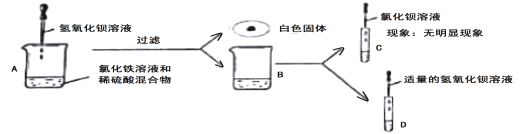 氢氧化钡溶液
过滤
白色固体
氯化钡溶液
现象：无明显现象
A
氯化铁溶液和
稀硫酸混合物
B
C
适量的氢氧化钡溶液
D